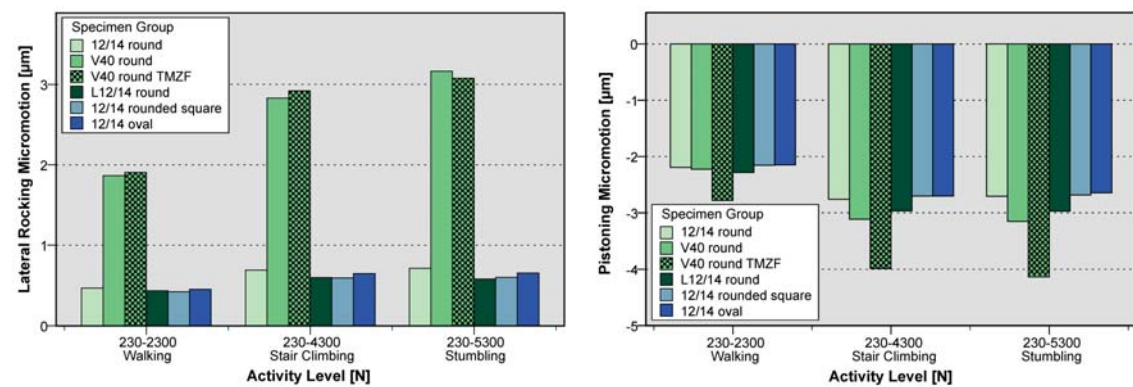 Lateral Rocking Micromotion [µm]
3
2
1
0
Specimen Group
12/14 round
V40 round
V40 round TMZF
L12/14 round
12/14 rounded square
12/14 oval
230-2300
Walking
230-4300
Stair Climbing
230-5300
Stumbling
Activity Level [N]
Pistoning Micromotion [µm]
0
-1
-2
-3
-4
-5
Specimen Group
12/14 round
V40 round
V40 round TMZF
L12/14 round
12/14 rounded square
12/14 oval
230-2300
Walking
230-4300
Stair Climbing
230-5300
Stumbling
Activity Level [N]